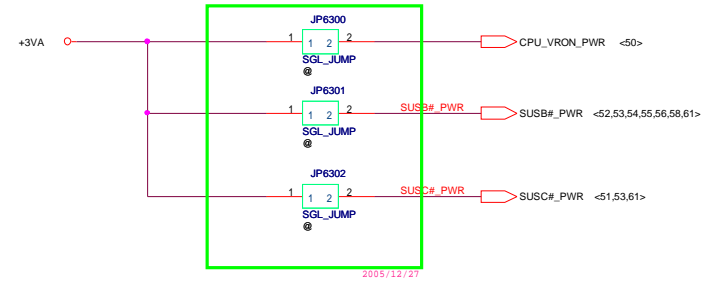 JP6300
+3VA 1 1 2 2 CPU_VRON_PWR <50>
SGL_JUMP
@
JP6301
1 1 2 2 SUSB#_PWR SUSB#_PWR <52,53,54,55,56,58,61>
SGL_JUMP
@
JP6302
1 1 2 2 SUSC#_PWR SUSC#_PWR <51,53,61>
SGL_JUMP
@
2005/12/27